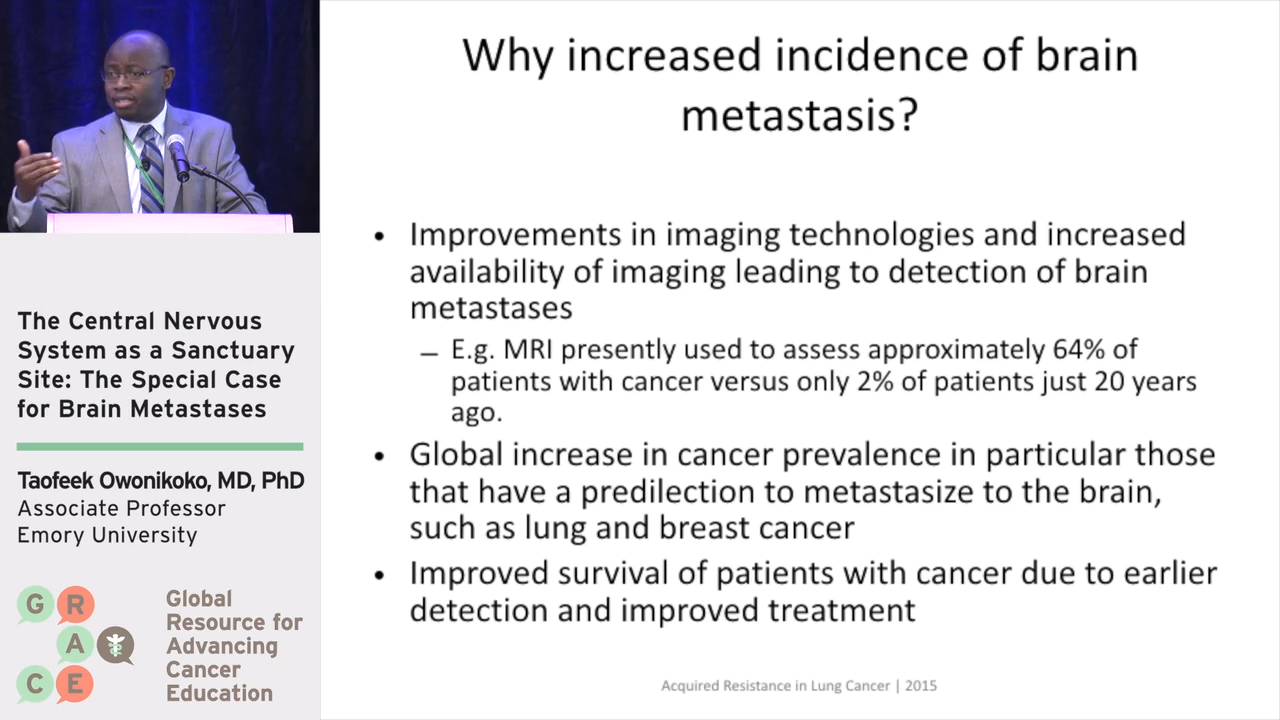 Why increased incidence of brain
metastasis?
• Improvements in imaging technologies and increased
availability of imaging leading to detection of brain
metastases
– E.g. MRI presently used to assess approximately 64% of
patients with cancer versus only 2% of patients just 20 years
ago.
• Global increase in cancer prevalence in particular those
that have a predilection to metastasize to the brain,
such as lung and breast cancer
• Improved survival of patients with cancer due to earlier
detection and improved treatment
Acquired Resistance in Lung Cancer | 2015
The Central Nervous
System as a Sanctuary
Site: The Special Case
for Brain Metastases
Taofeek Owonikoko, MD, PhD
Associate Professor
Emory University
G R
A
C E
Global
Resource for
Advancing
Cancer
Education